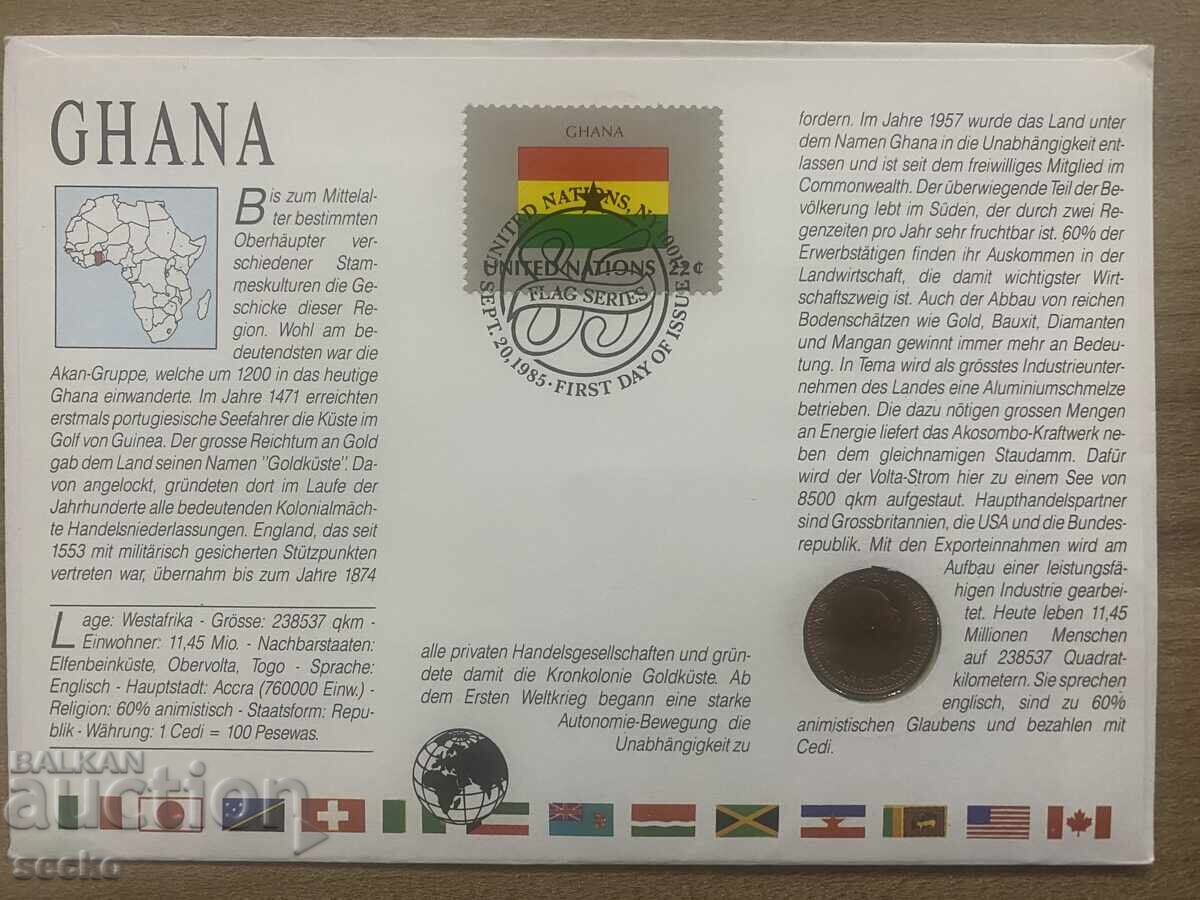 GHANA
Bis zum Mittelal-
ter bestimmten
Oberhäupter ver-
schiedener Stam-
meskulturen die Ge-
schicke dieser Re-
gion. Wohl am be-
deutendsten war die
Akan-Gruppe, welche um 1200 in das heutige
Ghana einwanderte. Im Jahre 1471 erreichten
erstmals portugiesische Seefahrer die Küste im
Golf von Guinea. Der grosse Reichtum an Gold
gab dem Land seinen Namen "Goldküste". Da-
von angelockt, gründeten dort im Laufe der
Jahrhunderte alle bedeutenden Kolonialmäch-
te Handelsniederlassungen. England, das seit
1553 mit militärisch gesicherten Stützpunkten
vertreten war, übernahm bis zum Jahre 1874
Lage: Westafrika - Grösse: 238537 qkm -
Einwohner: 11,45 Mio. - Nachbarstaaten:
Elfenbeinküste, Obervolta, Togo - Sprache:
Englisch - Hauptstadt: Accra (760000 Einw.) -
Religion: 60% animistisch - Staatsform: Repu-
blik - Währung: 1 Cedi = 100 Pesewas.
GHANA
UNITED NATIONS 22¢
UNITED NATIONS, N.Y. 10017
FLAG SERIES
85
SEPT. 20, 1985 · FIRST DAY OF ISSUE
alle privaten Handelsgesellschaften und grün-
dete damit die Kronkolonie Goldküste. Ab
dem Ersten Weltkrieg begann eine starke
Autonomie-Bewegung die
Unabhängigkeit zu
fordern. Im Jahre 1957 wurde das Land unter
dem Namen Ghana in die Unabhängigkeit ent-
lassen und ist seit dem freiwilliges Mitglied im
Commonwealth. Der überwiegende Teil der Be-
völkerung lebt im Süden, der durch zwei Re-
genzeiten pro Jahr sehr fruchtbar ist. 60% der
Erwerbstätigen finden ihr Auskommen in der
Landwirtschaft, die damit wichtigster Wirt-
schaftszweig ist. Auch der Abbau von reichen
Bodenschätzen wie Gold, Bauxit, Diamanten
und Mangan gewinnt immer mehr an Bedeu-
tung. In Tema wird als grösstes Industrieunter-
nehmen des Landes eine Aluminiumschmelze
betrieben. Die dazu nötigen grossen Mengen
an Energie liefert das Akosombo-Kraftwerk ne-
ben dem gleichnamigen Staudamm. Dafür
wird der Volta-Strom hier zu einem See von
8500 qkm aufgestaut. Haupthandelspartner
sind Grossbritannien, die USA und die Bundes-
republik. Mit den Exporteinnahmen wird am
Aufbau einer leistungsfä-
higen Industrie gearbei-
tet. Heute leben 11,45
Millionen Menschen
auf 238537 Quadrat-
kilometern. Sie sprechen
englisch, sind zu 60%
animistischen Glaubens und bezahlen mit
Cedi.
BALKAN
auction
secko